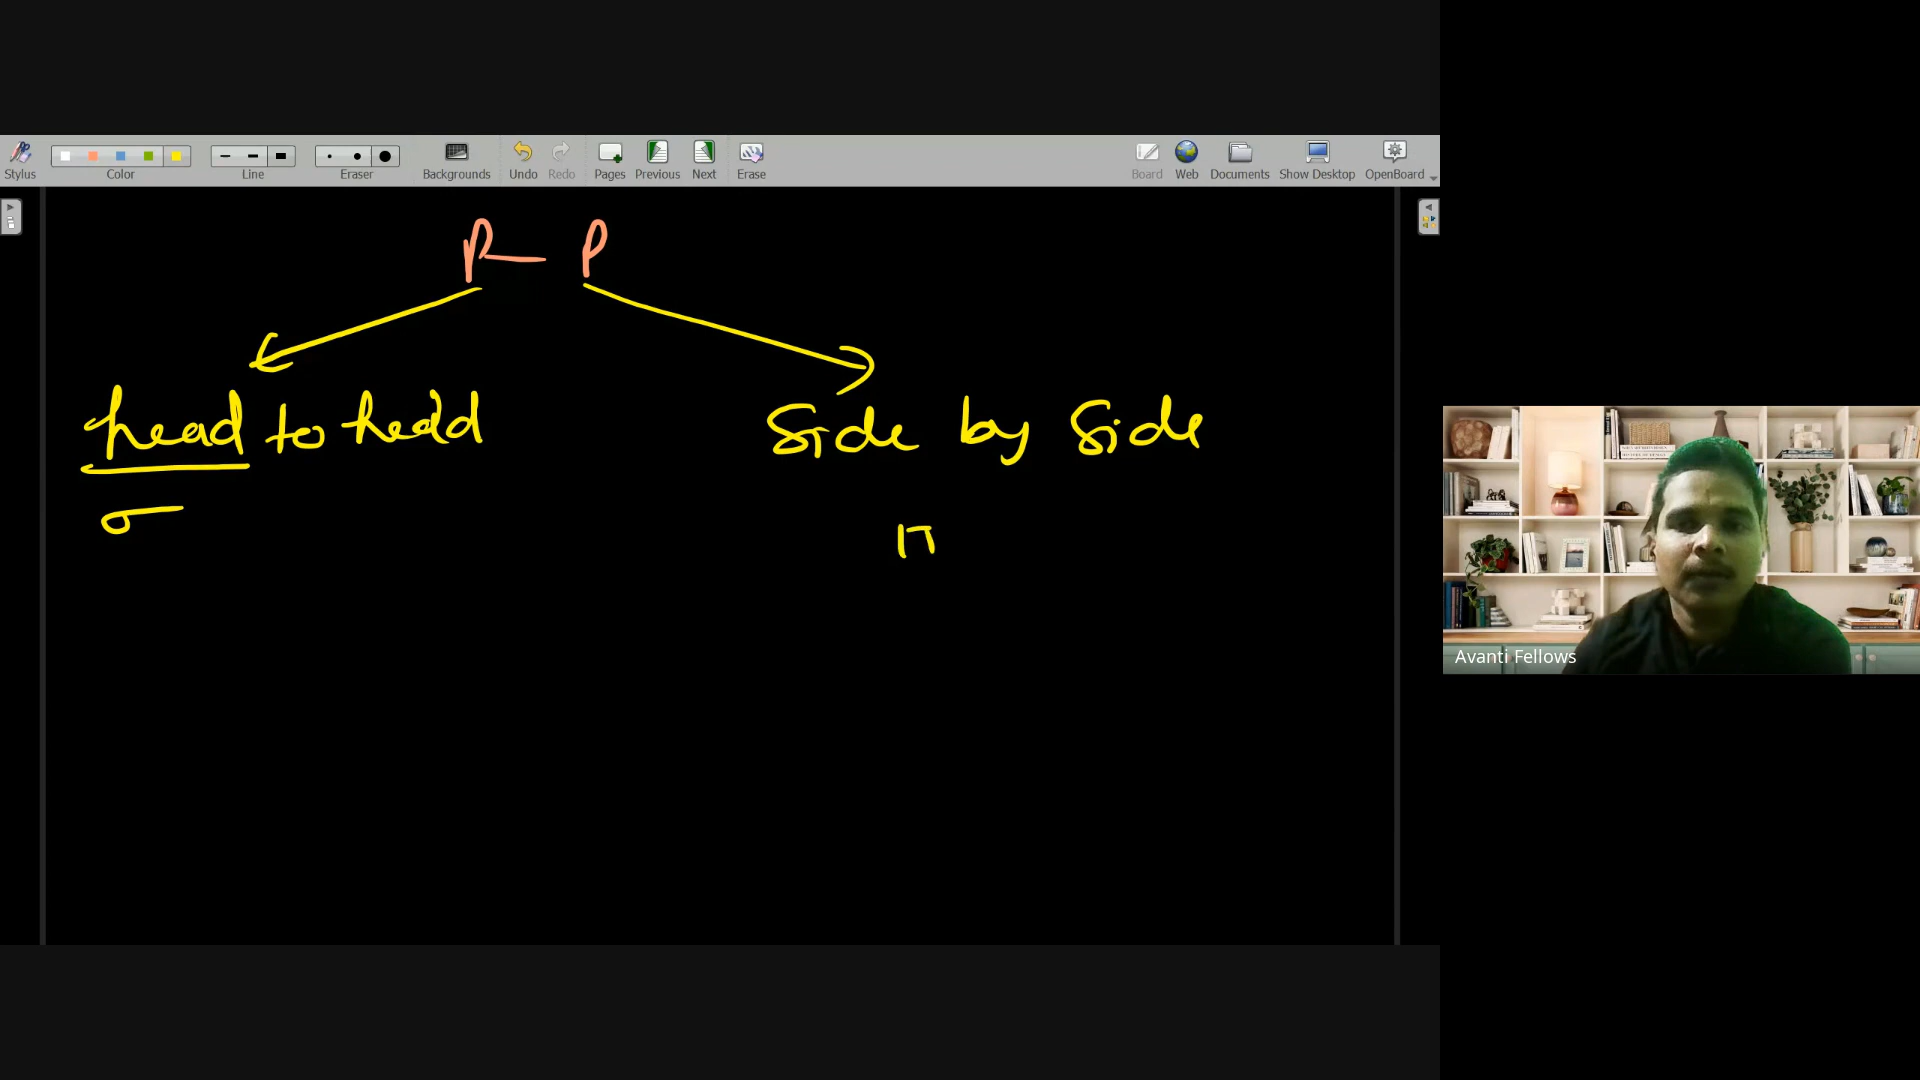 Stylus Color Line Eraser Backgrounds Undo Redo Pages Previous Next Erase Board Web Documents Show Desktop OpenBoard
P — P
head to head
Side by Side
σ
π
Avanti Fellows